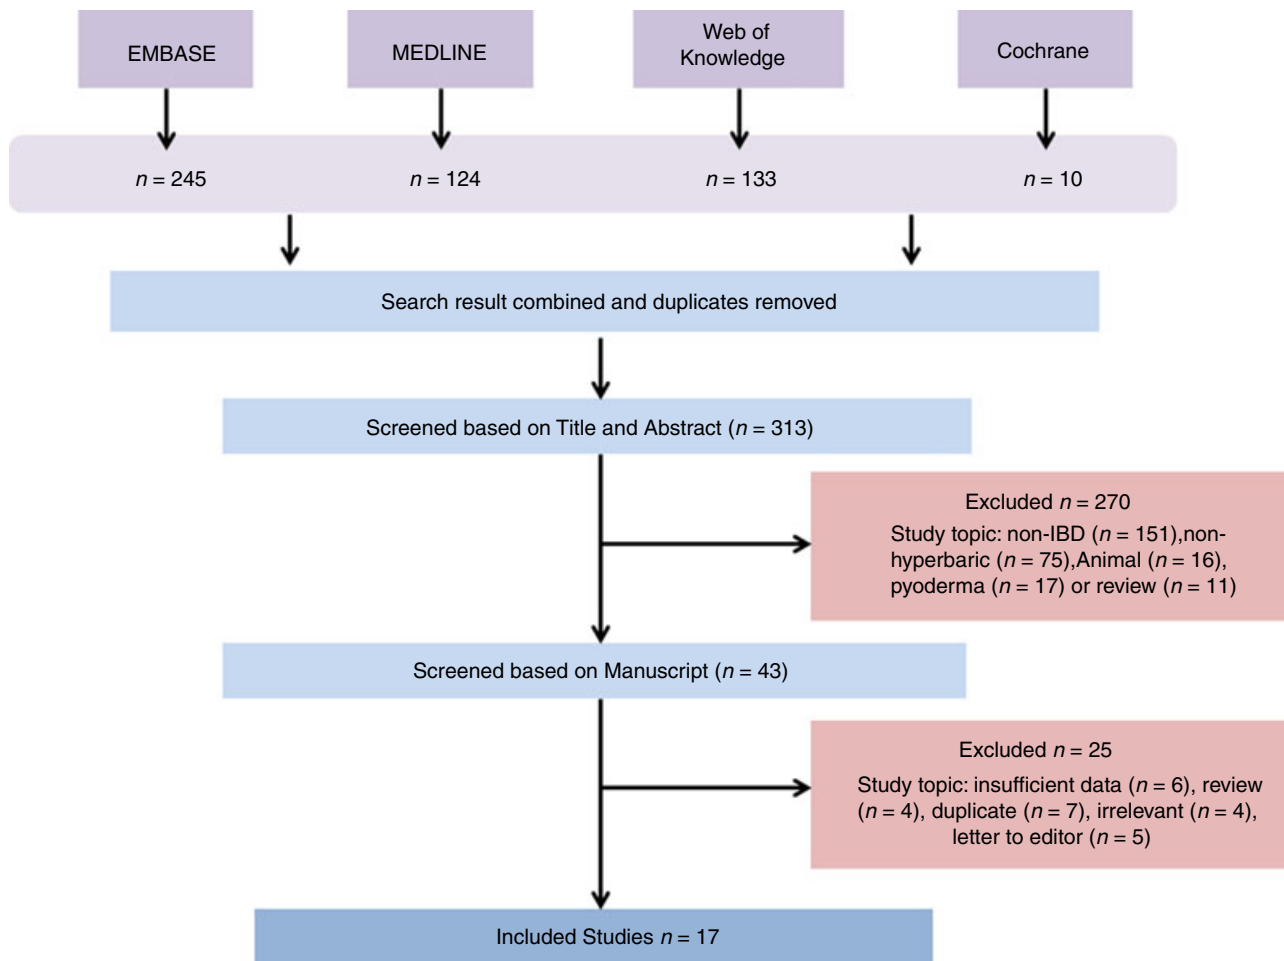 EMBASE
MEDLINE
Web of
Knowledge
Cochrane
n = 245
n = 124
n = 133
n = 10
Search result combined and duplicates removed
Screened based on Title and Abstract (n = 313)
Excluded n = 270
Study topic: non-IBD (n = 151),non-
hyperbaric (n = 75),Animal (n = 16),
pyoderma (n = 17) or review (n = 11)
Screened based on Manuscript (n = 43)
Excluded n = 25
Study topic: insufficient data (n = 6), review
(n = 4), duplicate (n = 7), irrelevant (n = 4),
letter to editor (n = 5)
Included Studies n = 17